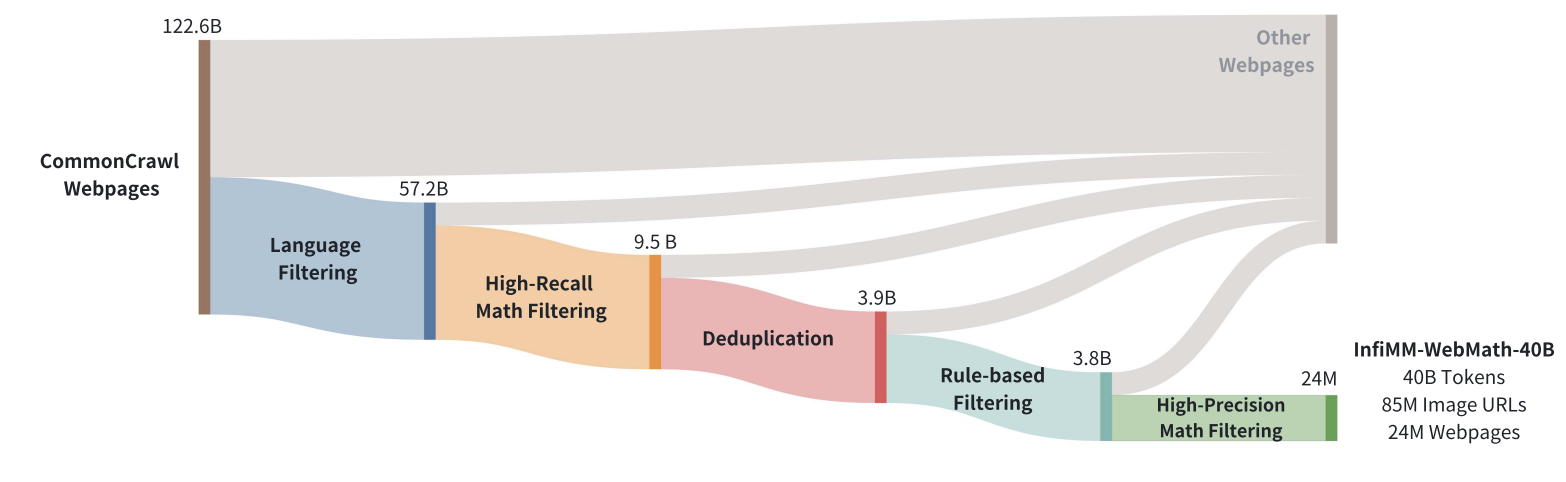 122.6B
Other
Webpages
CommonCrawl
Webpages
57.2B
Language
Filtering
9.5 B
High-Recall
Math Filtering
3.9B
Deduplication
3.8B
Rule-based
Filtering
24M
High-Precision
Math Filtering
InfiMM-WebMath-40B
40B Tokens
85M Image URLs
24M Webpages